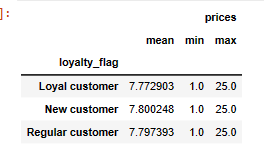 ]:
prices
mean min max
loyalty_flag
Loyal customer 7.772903 1.0 25.0
New customer 7.800248 1.0 25.0
Regular customer 7.797393 1.0 25.0